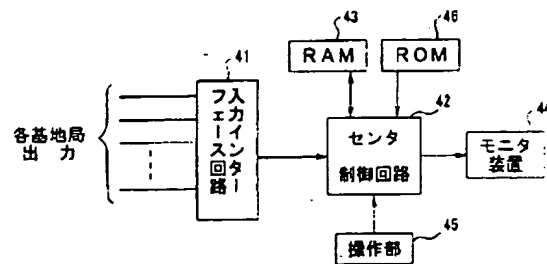 43
RAM
46
ROM
41
入力インターフェース回路
各基地局
出力
42
センタ
制御回路
44
モニタ
装置
45
操作部